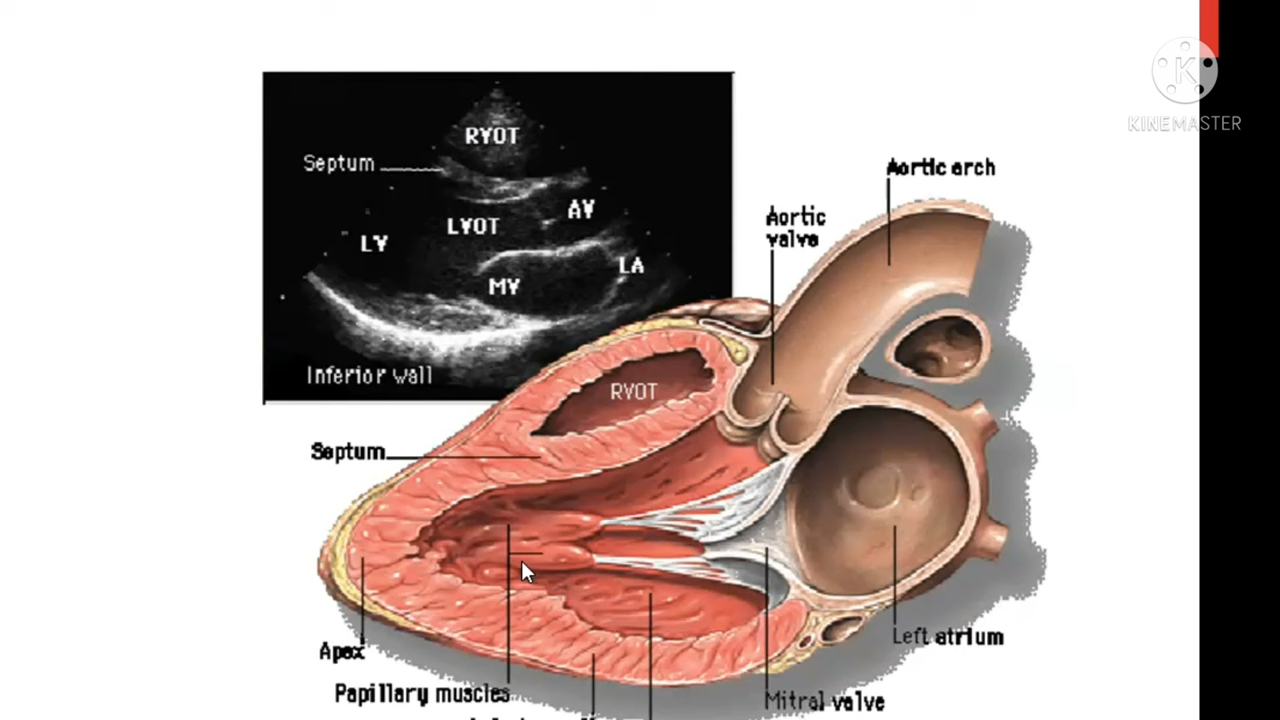 K
KINEMASTER
RVOT
Septum
LVOT
AV
LV
LA
MV
Inferior wall
Aortic arch
Aortic
valve
RVOT
Septum
Apex
Left atrium
Papillary muscles
Mitral valve